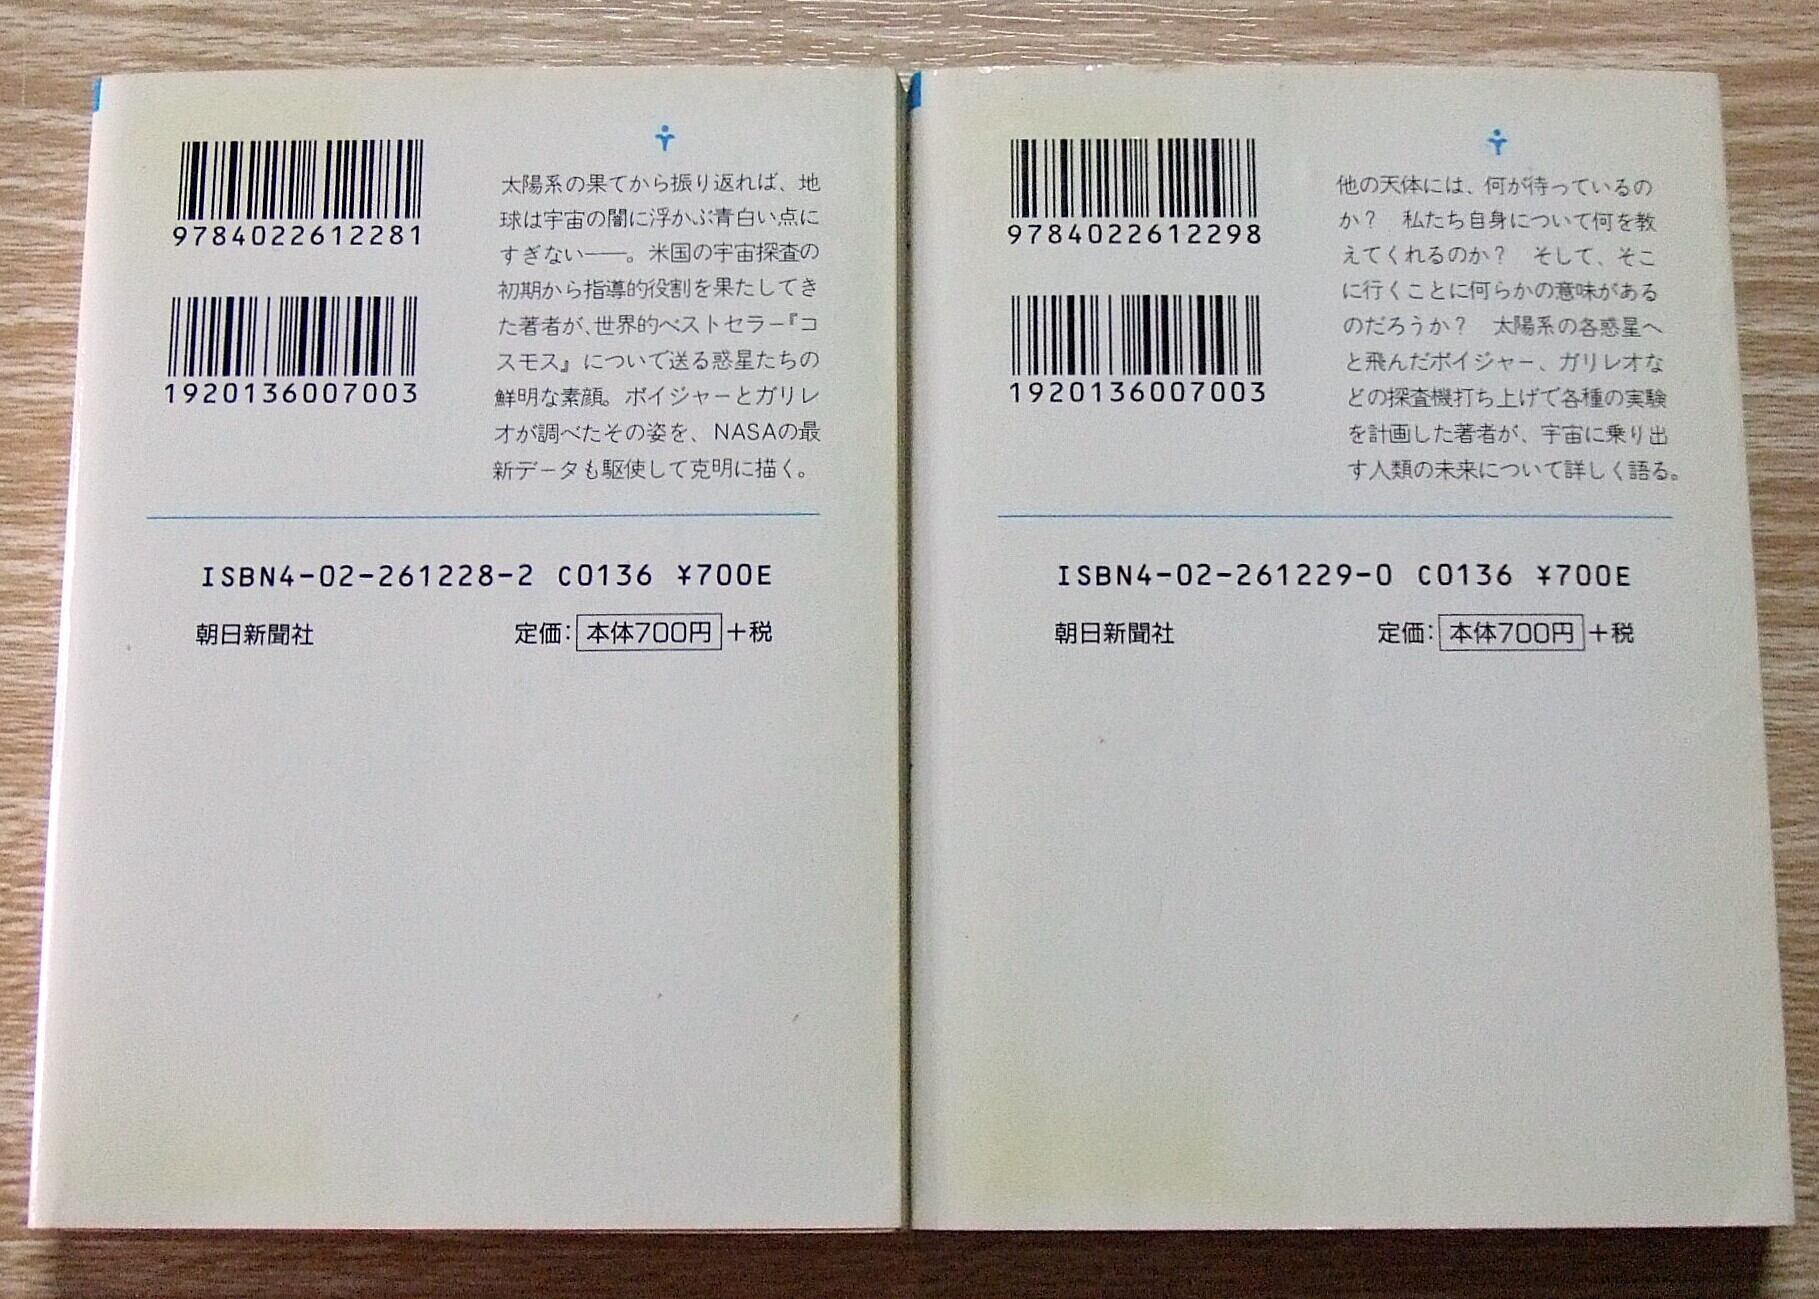 9784022612281
1920136007003
太陽系の果てから振り返れば、地
球は宇宙の闇に浮かぶ青白い点に
すぎない――。米国の宇宙探査の
初期から指導的役割を果たしてき
た著者が、世界的ベストセラー『コ
スモス』について送る惑星たちの
鮮明な素顔。ボイジャーとガリレ
オが調べたその姿を、NASAの最
新データも駆使して克明に描く。
ISBN4-02-261228-2 C0136 ¥700E
朝日新聞社 定価：本体700円＋税
9784022612298
1920136007003
他の天体には、何が待っているの
か？ 私たち自身について何を教
えてくれるのか？ そして、そこ
に行くことに何らかの意味がある
のだろうか？ 太陽系の各惑星へ
と飛んだボイジャー、ガリレオな
どの探査機打ち上げで各種の実験
を計画した著者が、宇宙に乗り出
す人類の未来について詳しく語る。
ISBN4-02-261229-0 C0136 ¥700E
朝日新聞社 定価：本体700円＋税